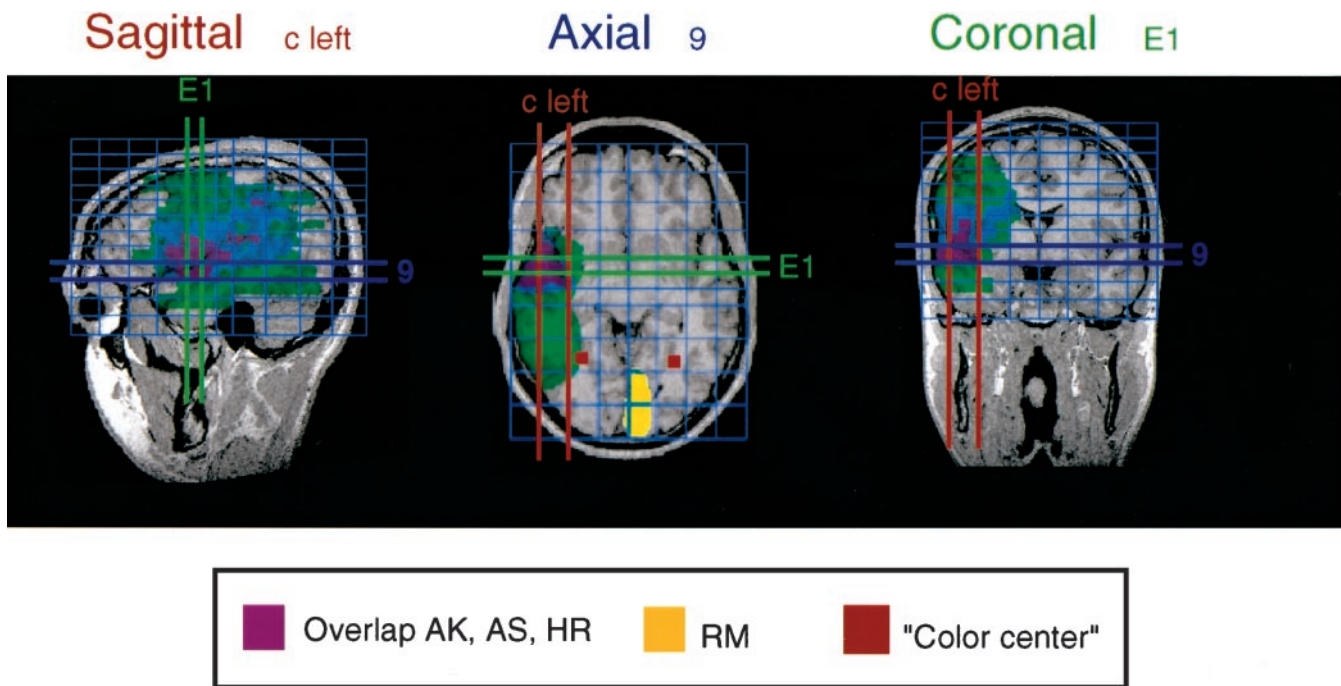 Sagittal c left
Axial 9
Coronal E1
E1
9
c left
E1
c left
9
Overlap AK, AS, HR
RM
"Color center"